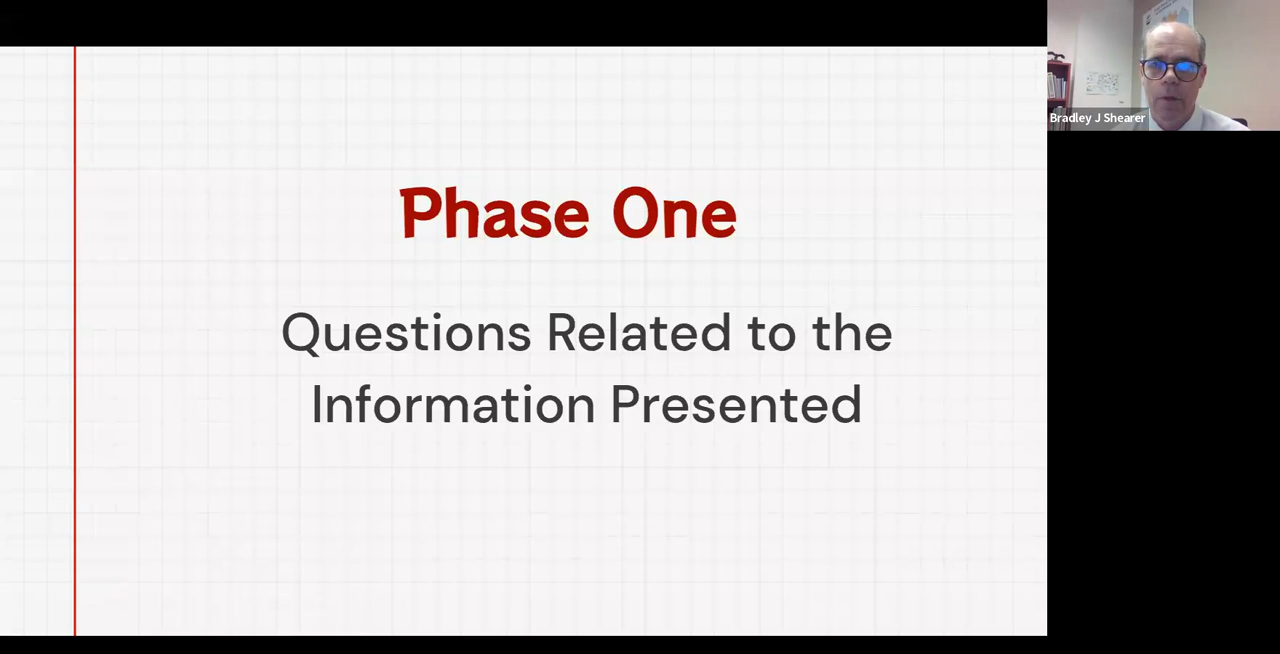 Phase One
Questions Related to the
Information Presented
Bradley J Shearer